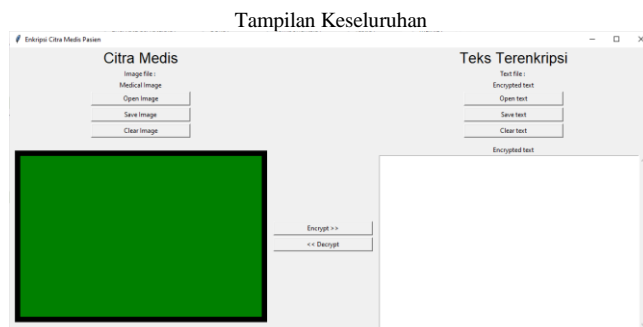 Tampilan Keseluruhan
Enkripsi Citra Medis Pasien
Citra Medis
Image file :
Medical Image
Open Image
Save Image
Clear Image
Encrypt >>
<< Decrypt
Teks Terenkripsi
Text file :
Encrypted text
Open text
Save text
Clear text
Encrypted text